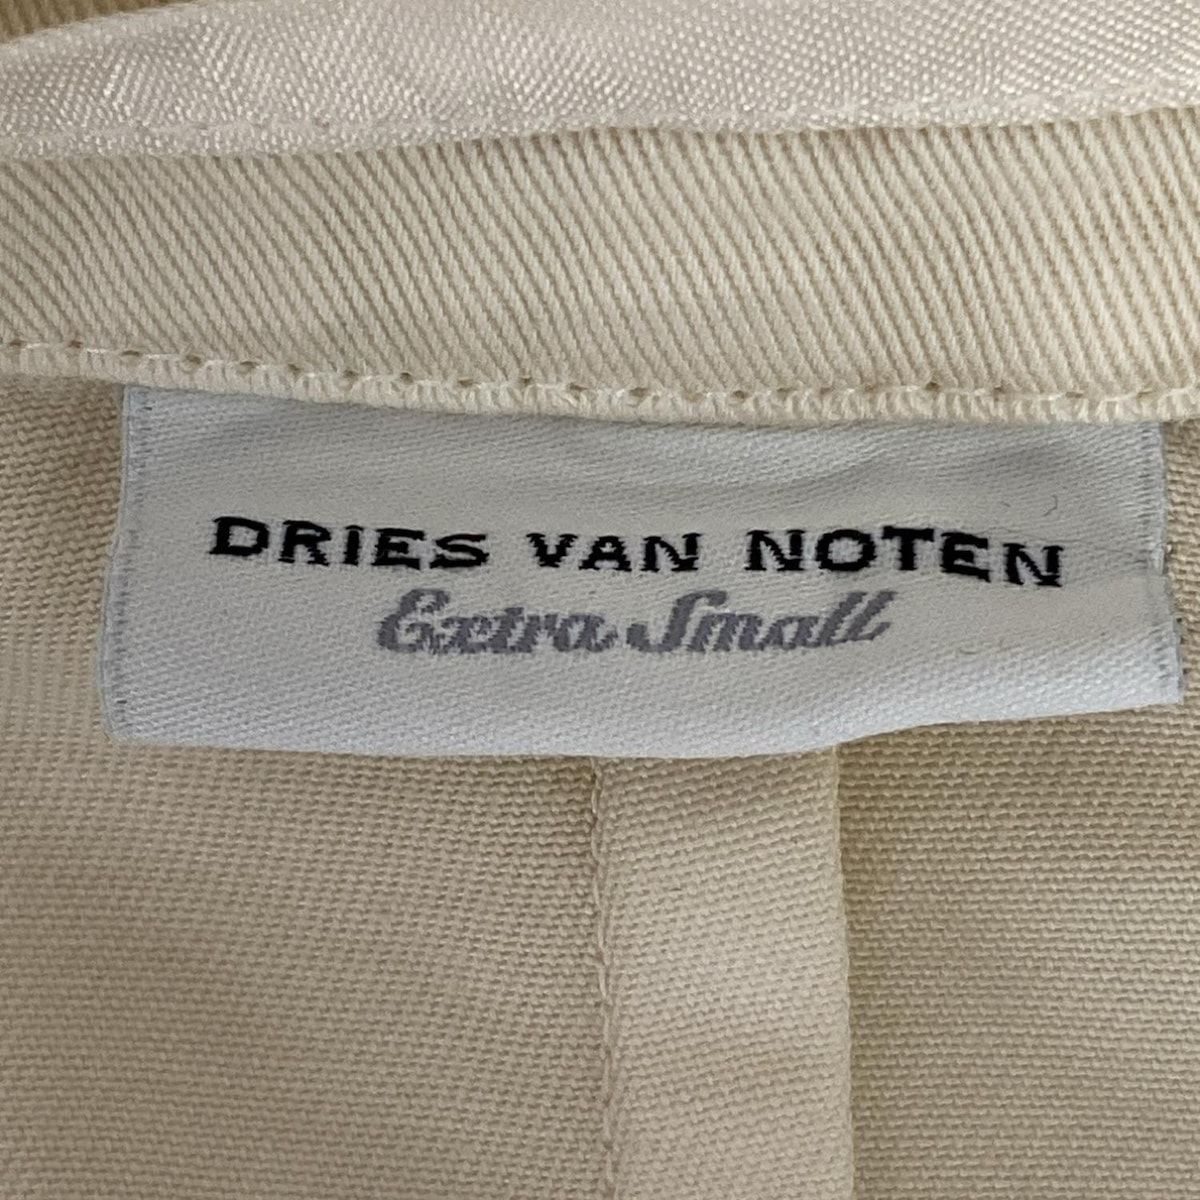 DRIES VAN NOTEN
Extra Small